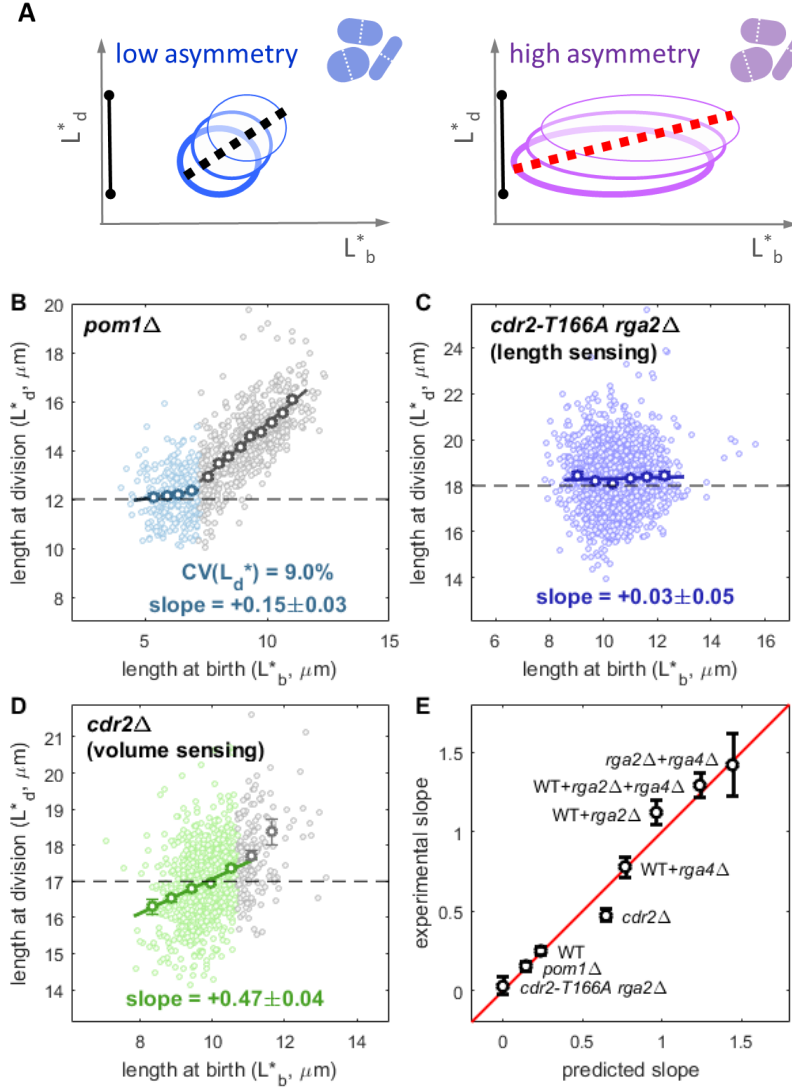 A
low asymmetry
high asymmetry
L*d
L*b
L*d
L*b
B
pom1Δ
20
18
16
14
12
10
8
5
10
15
length at division (L*d, μm)
length at birth (L*b, μm)
CV(Ld*) = 9.0%
slope = +0.15±0.03
C
cdr2-T166A rga2Δ
(length sensing)
24
22
20
18
16
14
6
8
10
12
14
16
length at division (L*d, μm)
length at birth (L*b, μm)
slope = +0.03±0.05
D
cdr2Δ
(volume sensing)
21
20
19
18
17
16
15
14
8
10
12
14
length at division (L*d, μm)
length at birth (L*b, μm)
slope = +0.47±0.04
E
1.5
1
0.5
0
0
0.5
1
1.5
experimental slope
predicted slope
rga2Δ+rga4Δ
WT+rga2Δ+rga4Δ
WT+rga2Δ
WT+rga4Δ
cdr2Δ
WT
pom1Δ
cdr2-T166A rga2Δ